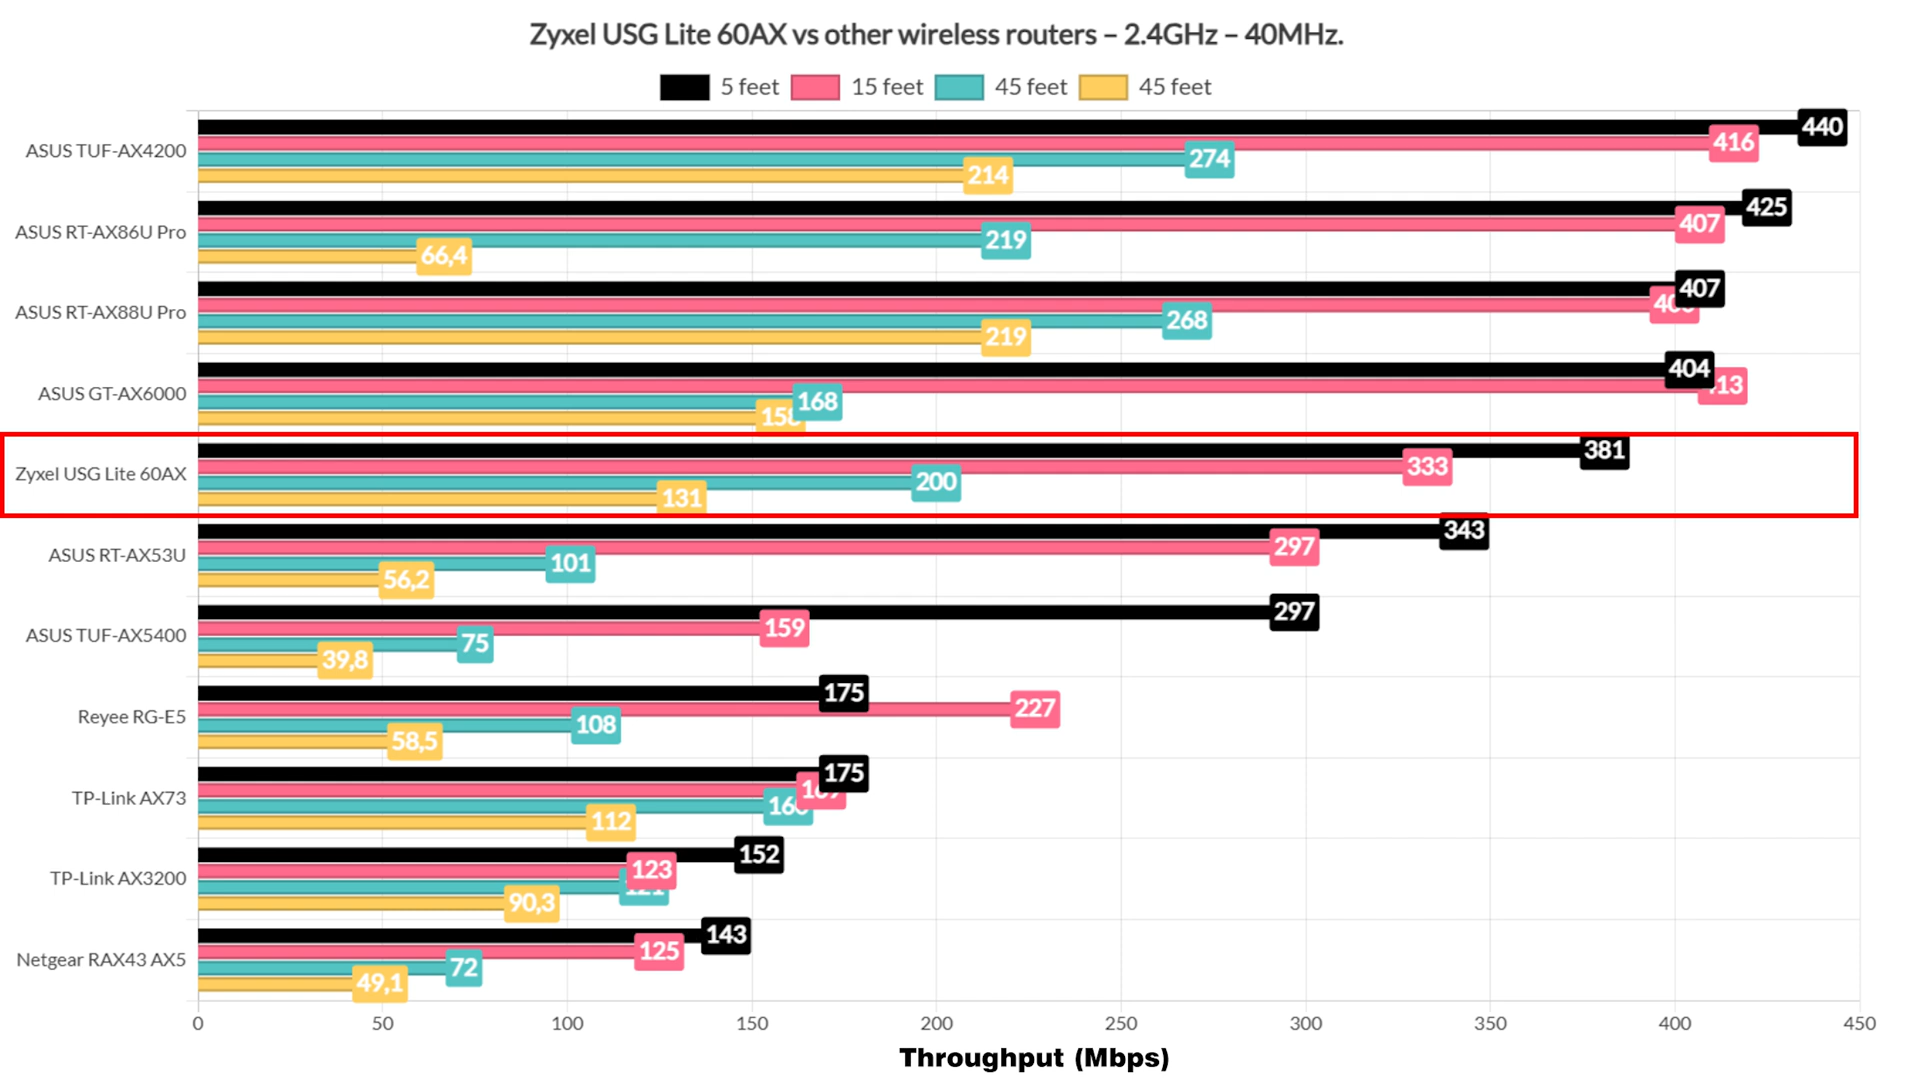 Zyxel USG Lite 60AX vs other wireless routers – 2.4GHz – 40MHz.
5 feet 15 feet 45 feet 45 feet
ASUS TUF-AX4200
440
416
274
214
ASUS RT-AX86U Pro
425
407
219
66,4
ASUS RT-AX88U Pro
407
268
219
ASUS GT-AX6000
404
168
Zyxel USG Lite 60AX
381
333
200
131
ASUS RT-AX53U
343
297
101
56,2
ASUS TUF-AX5400
297
159
75
39,8
Reyee RG-E5
175
227
108
58,5
TP-Link AX73
175
112
TP-Link AX3200
152
123
90,3
Netgear RAX43 AX5
143
125
72
49,1
0 50 100 150 200 250 300 350 400 450
Throughput (Mbps)